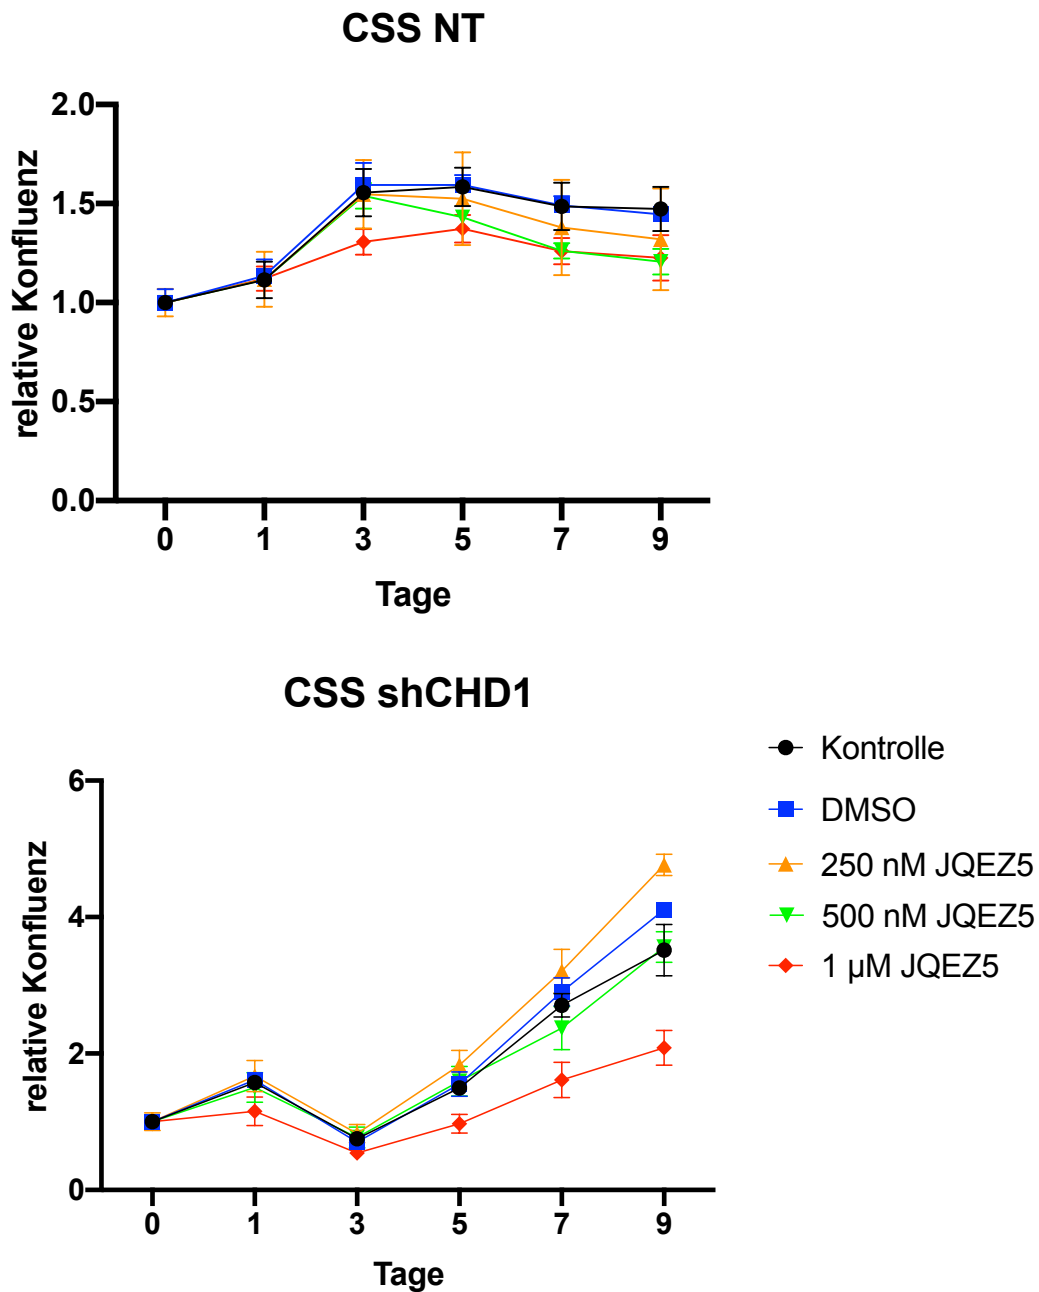 CSS NT
2.0
1.5
1.0
0.5
0.0
relative Konfluenz
0 1 3 5 7 9
Tage
CSS shCHD1
6
4
2
0
relative Konfluenz
0 1 3 5 7 9
Tage
Kontrolle
DMSO
250 nM JQEZ5
500 nM JQEZ5
1 µM JQEZ5